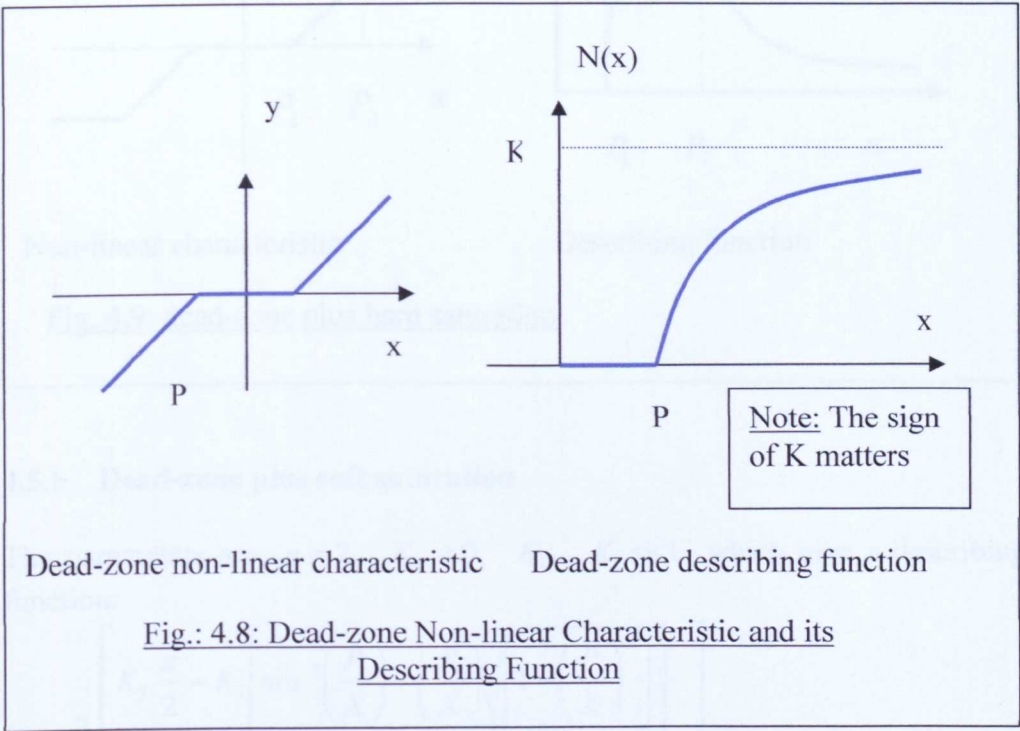 N(x)
y
K
x
x
P
P
Note: The sign
of K matters
Dead-zone non-linear characteristic
Dead-zone describing function
Fig.: 4.8: Dead-zone Non-linear Characteristic and its
Describing Function